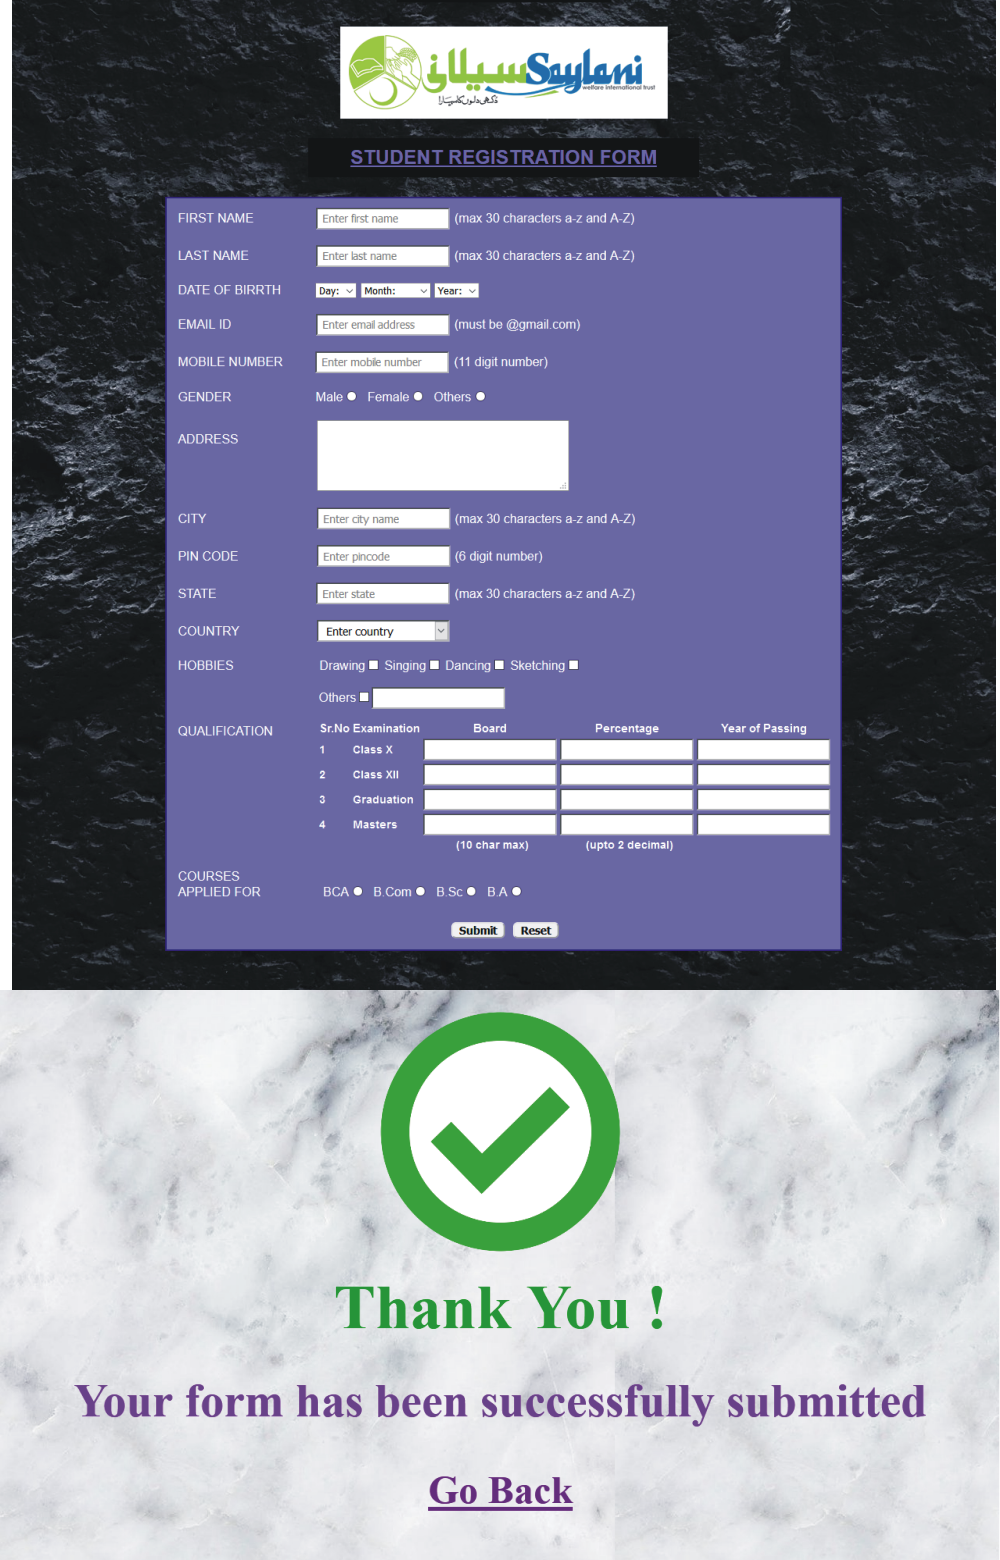 سیلانی Saylani
welfare international trust
دُکھی دلوں کا سہارا
STUDENT REGISTRATION FORM
FIRST NAME Enter first name (max 30 characters a-z and A-Z)
LAST NAME Enter last name (max 30 characters a-z and A-Z)
DATE OF BIRRTH Day: Month: Year:
EMAIL ID Enter email address (must be @gmail.com)
MOBILE NUMBER Enter mobile number (11 digit number)
GENDER Male Female Others
ADDRESS
CITY Enter city name (max 30 characters a-z and A-Z)
PIN CODE Enter pincode (6 digit number)
STATE Enter state (max 30 characters a-z and A-Z)
COUNTRY Enter country
HOBBIES Drawing Singing Dancing Sketching
Others
QUALIFICATION Sr.No Examination Board Percentage Year of Passing
1 Class X
2 Class XII
3 Graduation
4 Masters
(10 char max) (upto 2 decimal)
COURSES
APPLIED FOR BCA B.Com B.Sc B.A
Submit Reset
Thank You !
Your form has been successfully submitted
Go Back